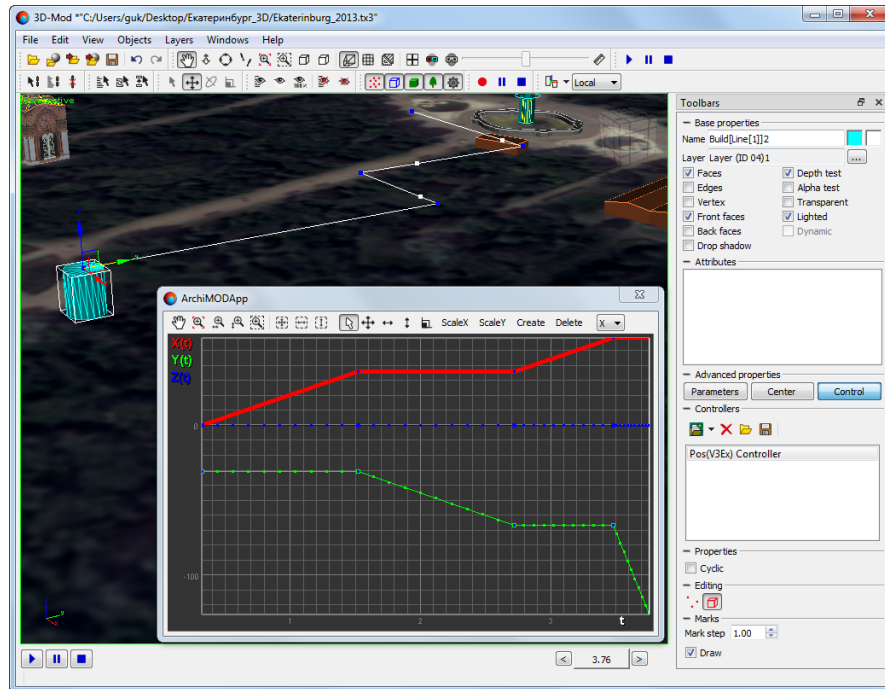 3D-Mod *"C:/Users/guk/Desktop/Екатеринбург_3D/Ekaterinburg_2013.tx3"
File Edit View Objects Layers Windows Help
Local
Toolbars
Base properties
Name Build[Line[1]]2
Layer Layer (ID 04)1 ...
Faces Depth test
Edges Alpha test
Vertex Transparent
Front faces Lighted
Back faces Dynamic
Drop shadow
Attributes
ArchiMODApp
ScaleX ScaleY Create Delete X
X(t)
Y(t)
Z(t)
0
-100
1 2 3 t
Advanced properties
Parameters Center Control
Controllers
Pos(V3Ex) Controller
Properties
Cyclic
Editing
Marks
Mark step 1.00
Draw
< 3.76 >